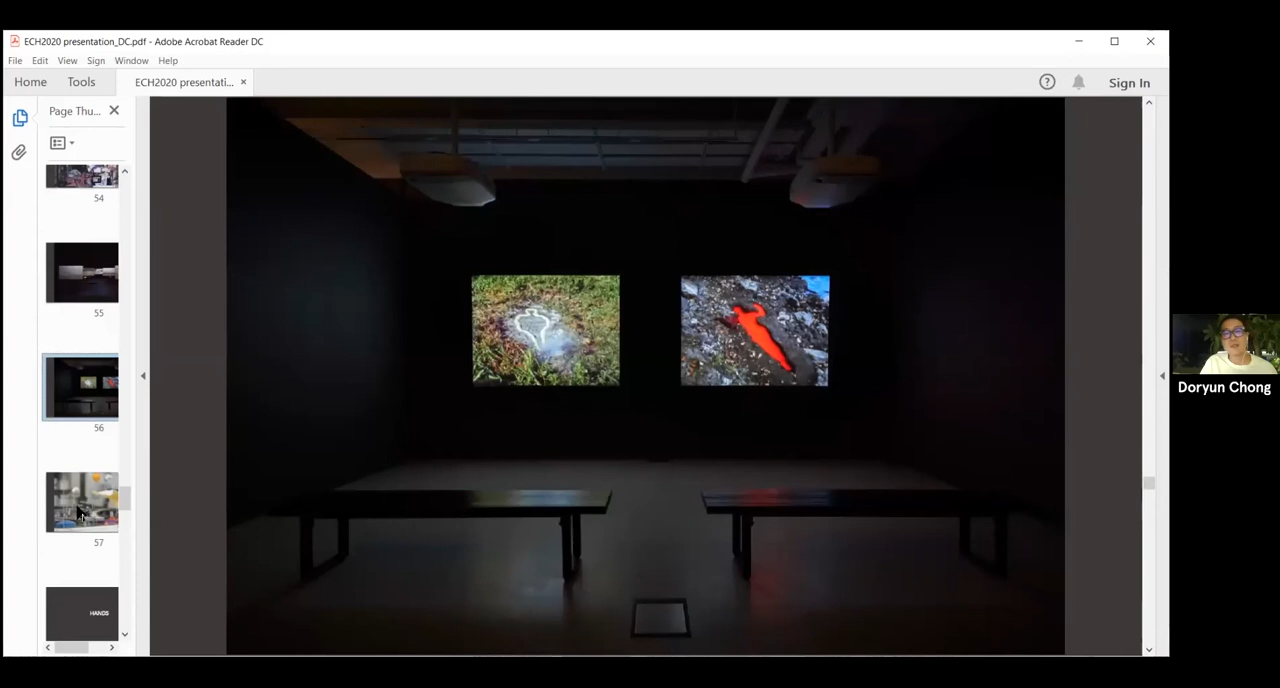 ECH2020 presentation_DC.pdf - Adobe Acrobat Reader DC
File Edit View Sign Window Help
Home Tools ECH2020 presentati... ×
Sign In
Page Thu...
54
55
56
57
HANDS
Doryun Chong